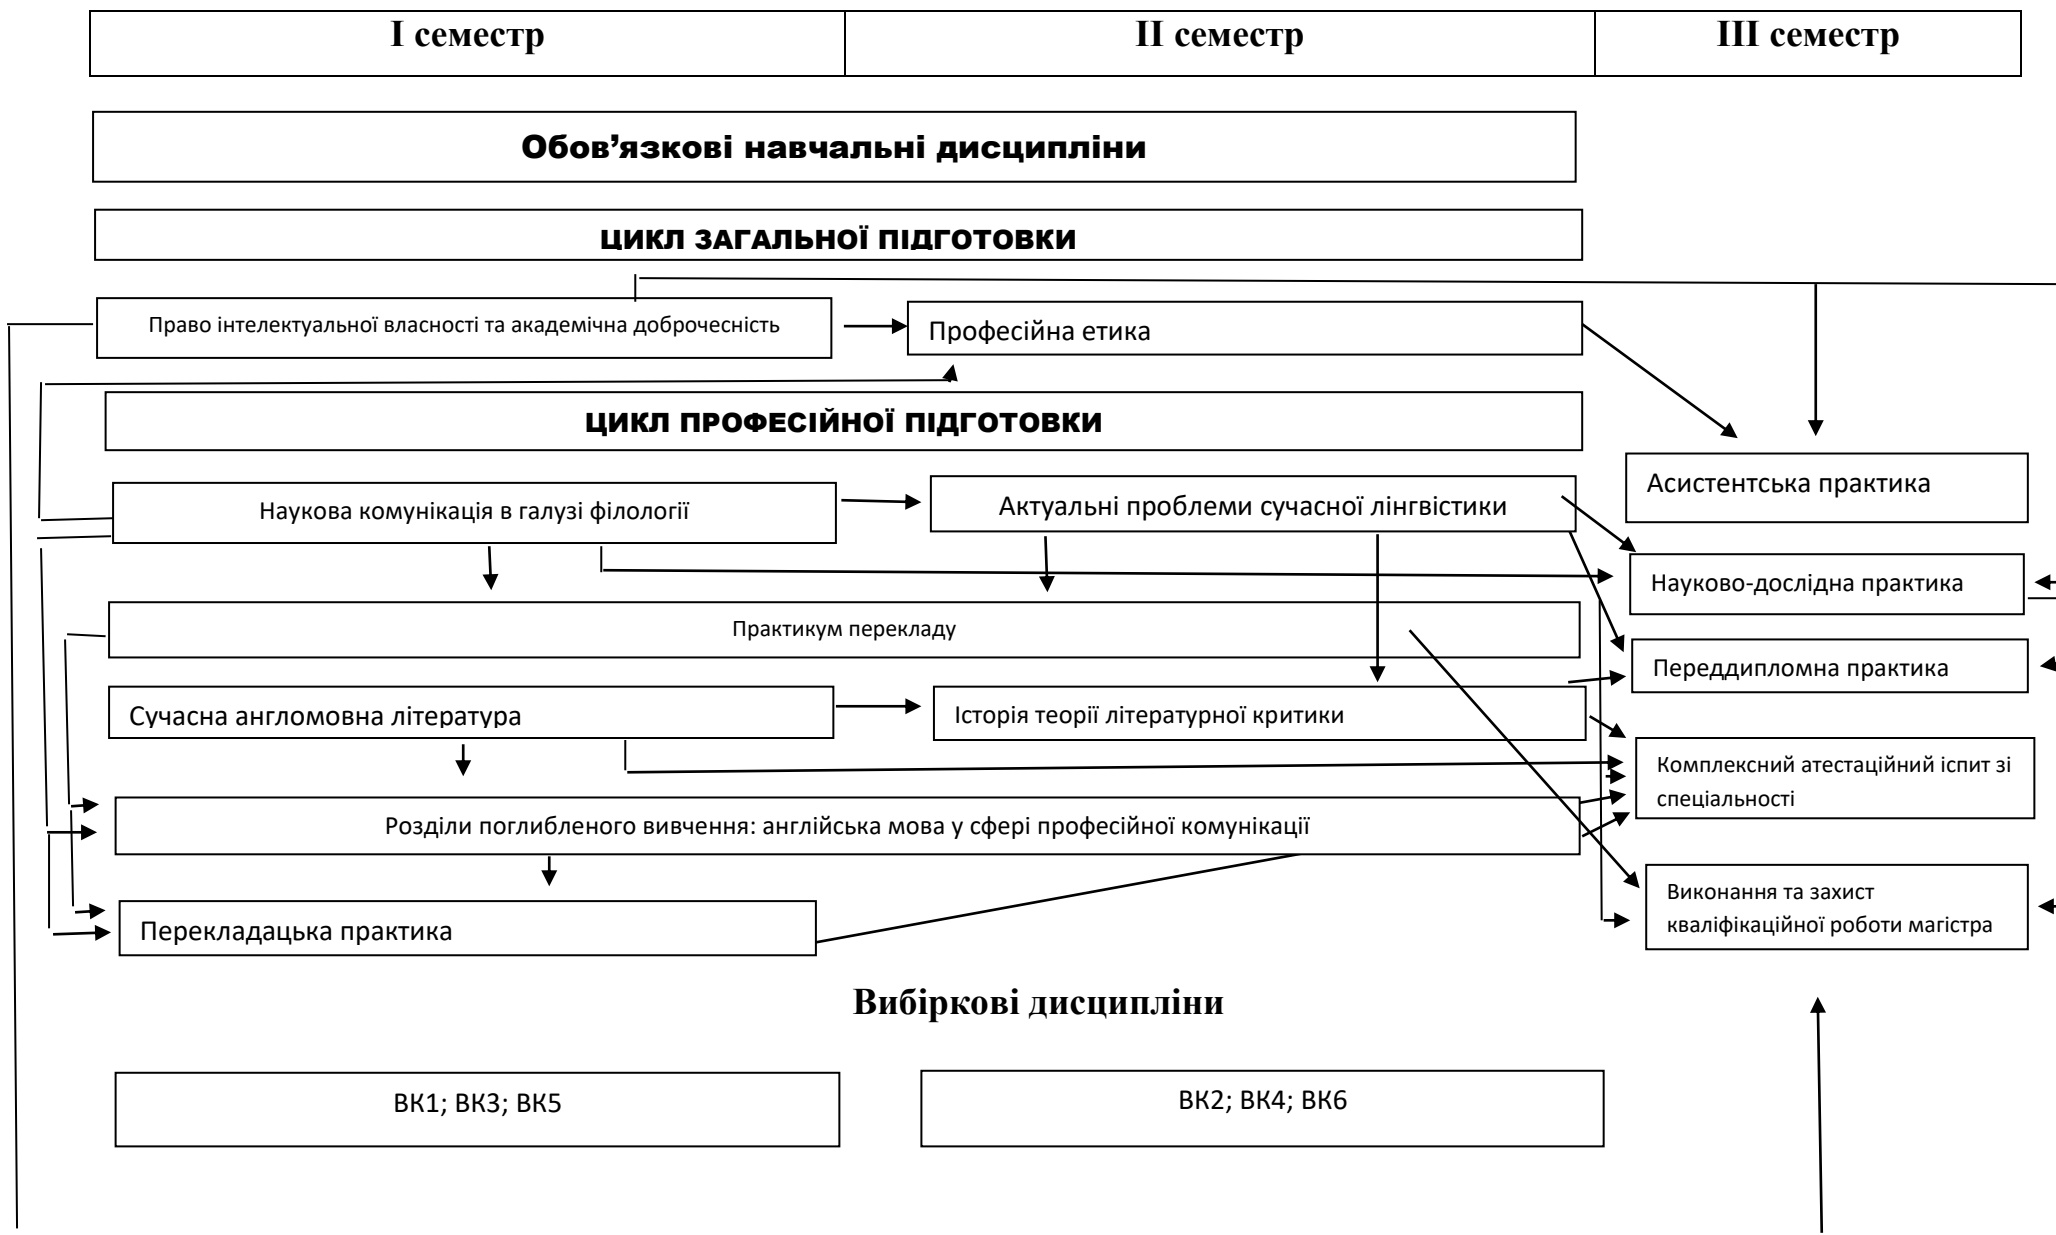 І семестр
ІІ семестр
ІІІ семестр
Обов’язкові навчальні дисципліни
ЦИКЛ ЗАГАЛЬНОЇ ПІДГОТОВКИ
Право інтелектуальної власності та академічна доброчесність
Професійна етика
ЦИКЛ ПРОФЕСІЙНОЇ ПІДГОТОВКИ
Наукова комунікація в галузі філології
Актуальні проблеми сучасної лінгвістики
Асистентська практика
Науково-дослідна практика
Практикум перекладу
Переддипломна практика
Сучасна англомовна література
Історія теорії літературної критики
Комплексний атестаційний іспит зі
спеціальності
Розділи поглибленого вивчення: англійська мова у сфері професійної комунікації
Перекладацька практика
Виконання та захист
кваліфікаційної роботи магістра
Вибіркові дисципліни
ВК1; ВК3; ВК5
ВК2; ВК4; ВК6